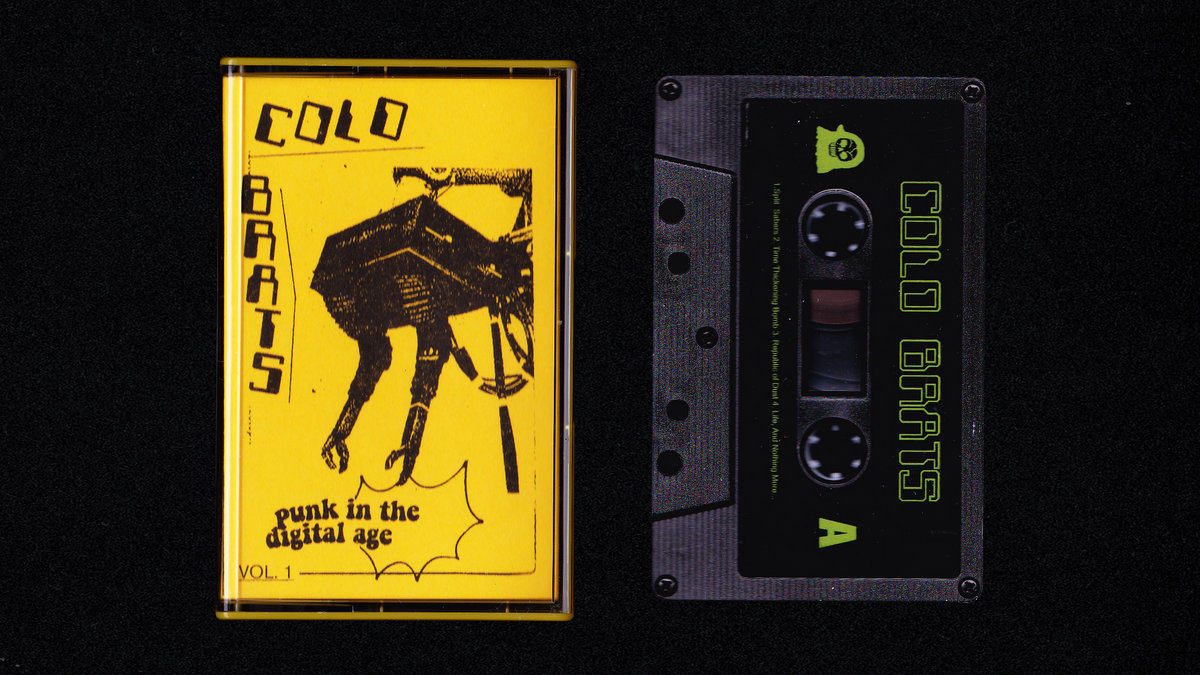 COLD
BRATS
punk in the
digital age
VOL. 1
COLD BRATS
1.Split Sabers 2. Time Thickening Bomb 3. Republic of Dust 4. Life, And Nothing More...
A